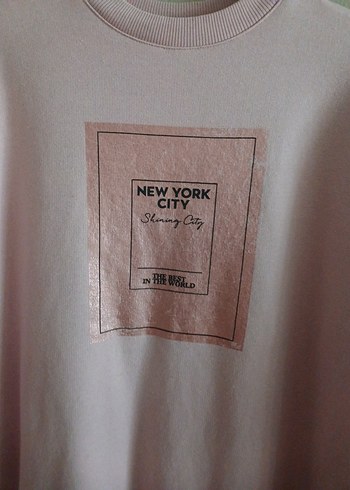 NEW YORK
CITY
Shining City
THE BEST
IN THE WORLD